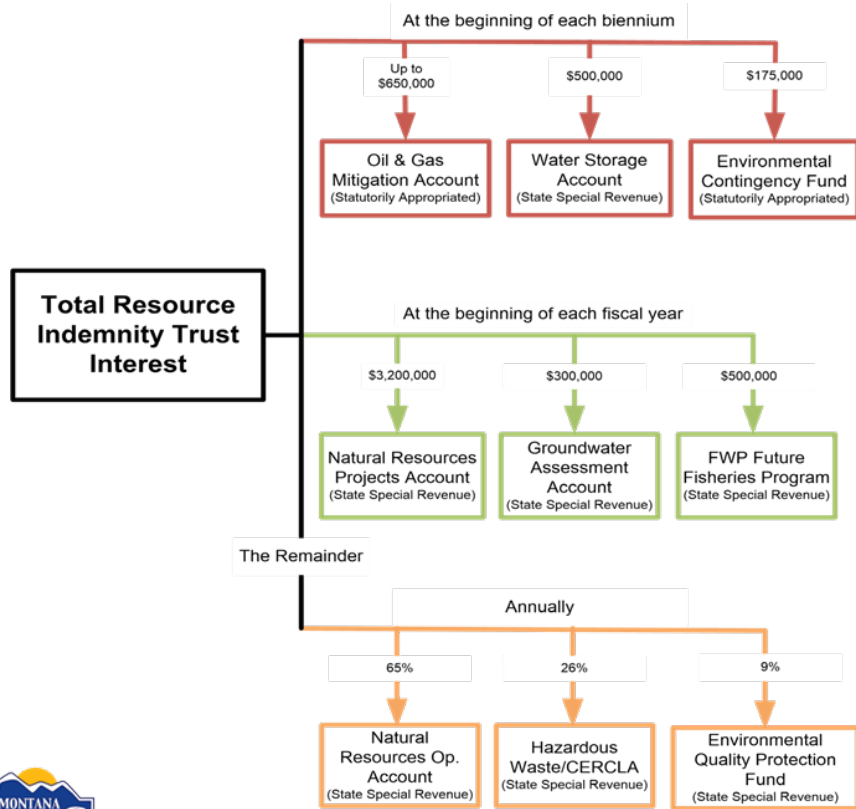 At the beginning of each biennium
Up to
$650,000
$500,000
$175,000
Oil & Gas
Mitigation Account
(Statutorily Appropriated)
Water Storage
Account
(State Special Revenue)
Environmental
Contingency Fund
(Statutorily Appropriated)
Total Resource
Indemnity Trust
Interest
At the beginning of each fiscal year
$3,200,000
$300,000
$500,000
Natural Resources
Projects Account
(State Special Revenue)
Groundwater
Assessment
Account
(State Special Revenue)
FWP Future
Fisheries Program
(State Special Revenue)
The Remainder
Annually
65%
26%
9%
Natural
Resources Op.
Account
(State Special Revenue)
Hazardous
Waste/CERCLA
(State Special Revenue)
Environmental
Quality Protection
Fund
(State Special Revenue)
MONTANA